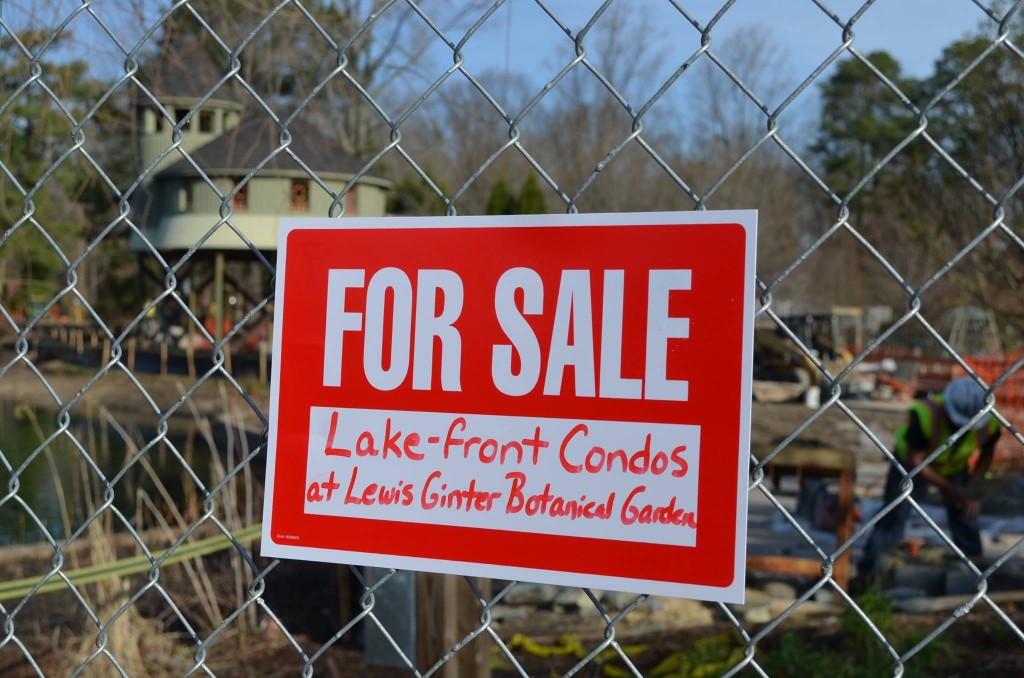 FOR SALE
Lake-front Condos
at Lewis Ginter Botanical Garden